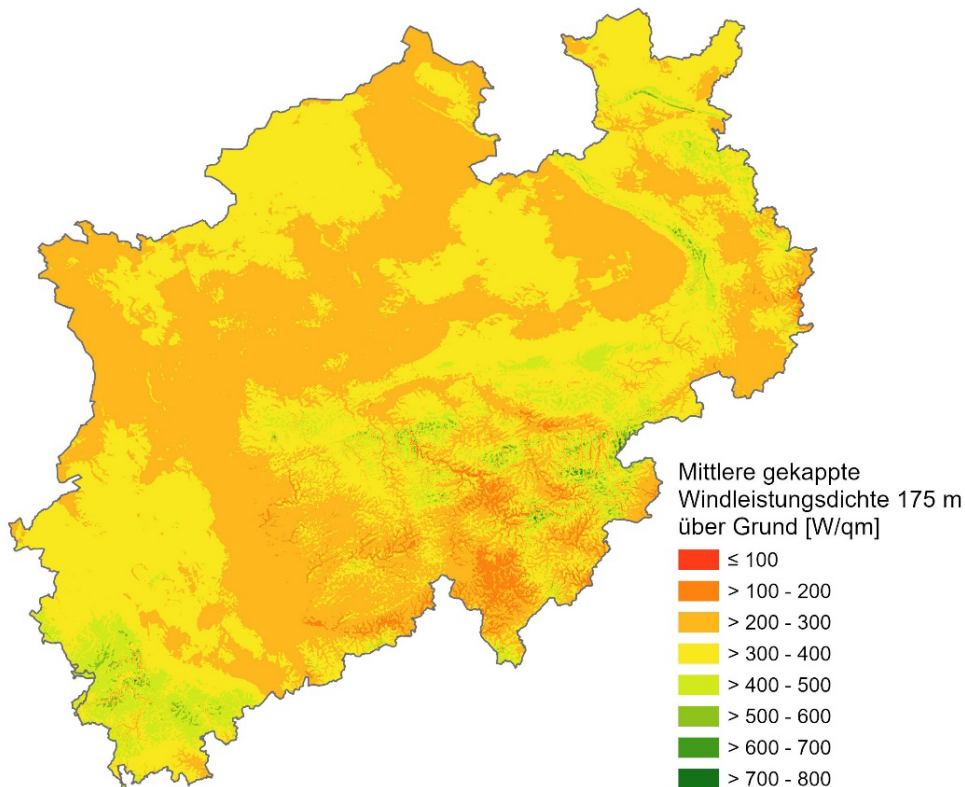 Mittlere gekappte
Windleistungsdichte 175 m
über Grund [W/qm]
≤ 100
> 100 - 200
> 200 - 300
> 300 - 400
> 400 - 500
> 500 - 600
> 600 - 700
> 700 - 800